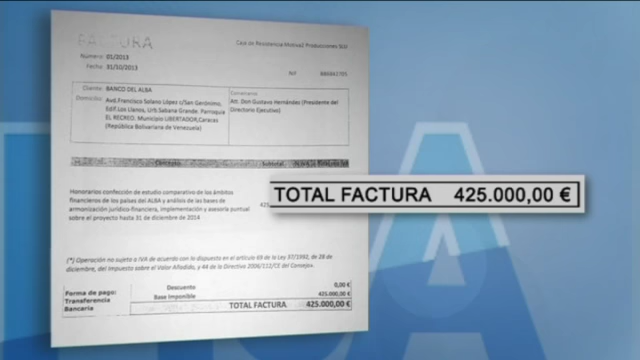 FACTURA
Caja de Resistencia Motiva2 Producciones SLU
Número: 01/2013
Fecha: 31/10/2013
NIF
Cliente: BANCO DEL ALBA
Domicilio: Avd.Francisco Solano López c/San Gerónimo,
Edif.Los Llanos, Urb.Sabana Grande. Parroquia
EL RECREO. Municipio LIBERTADOR,Caracas
(República Bolivariana de Venezuela)
Att. Don Gustavo Hernández (Presidente del
Directorio Ejecutivo)
Concepto Subtotal
TOTAL FACTURA 425.000,00 €
Honorarios confección de estudio comparativo de los ámbitos
financieros de los países del ALBA y análisis de las bases de
armonización jurídico-financiera, implementación y asesoría puntual
sobre el proyecto hasta 31 de diciembre de 2014
(*) Operación no sujeta a IVA de acuerdo con lo dispuesto en el artículo 69 de la Ley 37/1992, de 28 de
diciembre, del Impuesto sobre el Valor Añadido, y 44 de la Directiva 2006/112/CE del Consejo».
Forma de pago:
Transferencia
Bancaria
Descuento 0,00 €
Base Imponible 425.000,00 €
TOTAL FACTURA 425.000,00 €